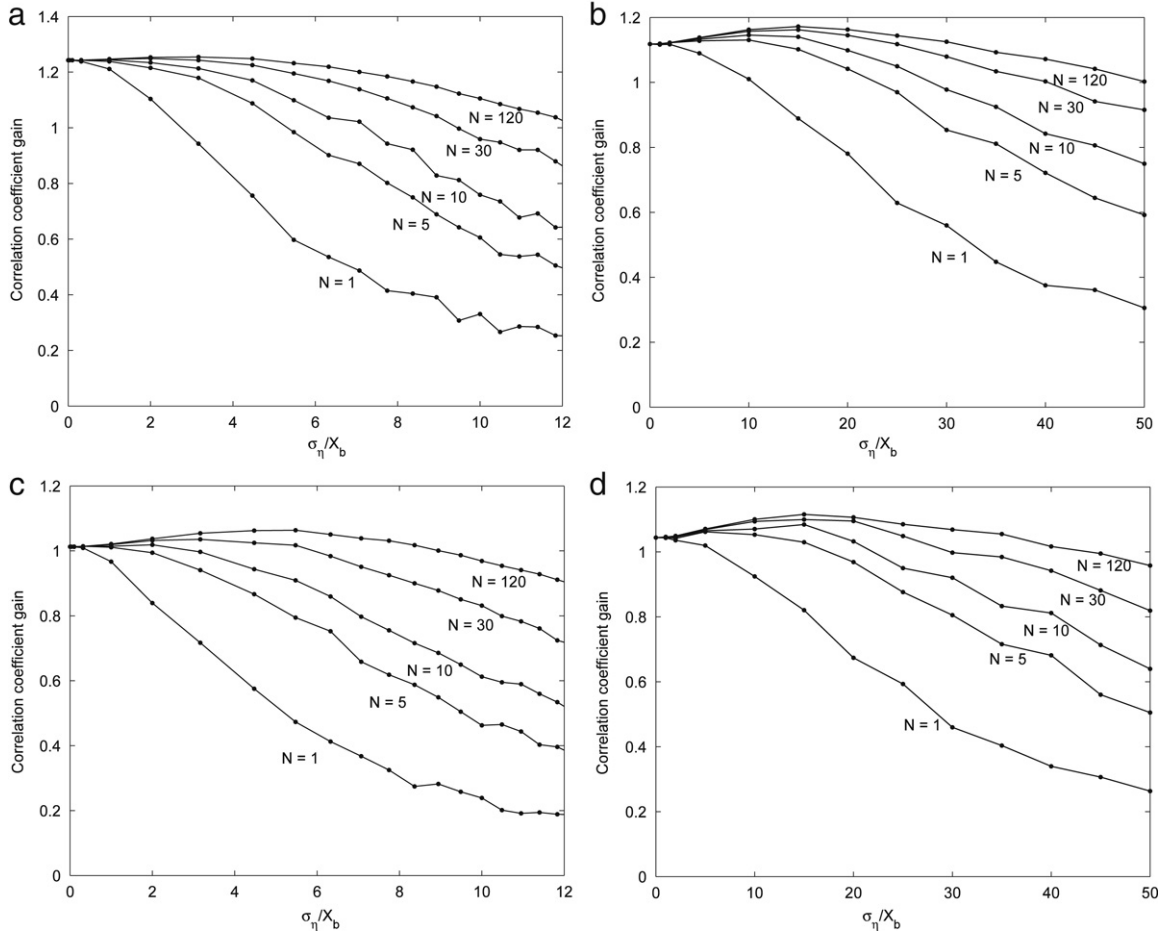 a
Correlation coefficient gain
1.4
1.2
1
0.8
0.6
0.4
0.2
0
N = 120
N = 30
N = 10
N = 5
N = 1
0 2 4 6 8 10 12
σ_η/X_b
b
Correlation coefficient gain
1.2
1
0.8
0.6
0.4
0.2
0
N = 120
N = 30
N = 10
N = 5
N = 1
0 10 20 30 40 50
σ_η/X_b
c
Correlation coefficient gain
1.2
1
0.8
0.6
0.4
0.2
0
N = 120
N = 30
N = 10
N = 5
N = 1
0 2 4 6 8 10 12
σ_η/X_b
d
Correlation coefficient gain
1.2
1
0.8
0.6
0.4
0.2
0
N = 120
N = 30
N = 10
N = 5
N = 1
0 10 20 30 40 50
σ_η/X_b